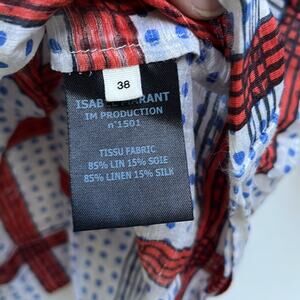 38
ISABEL MARANT
IM PRODUCTION
n°1501
TISSU FABRIC
85% LIN 15% SOIE
85% LINEN 15% SILK